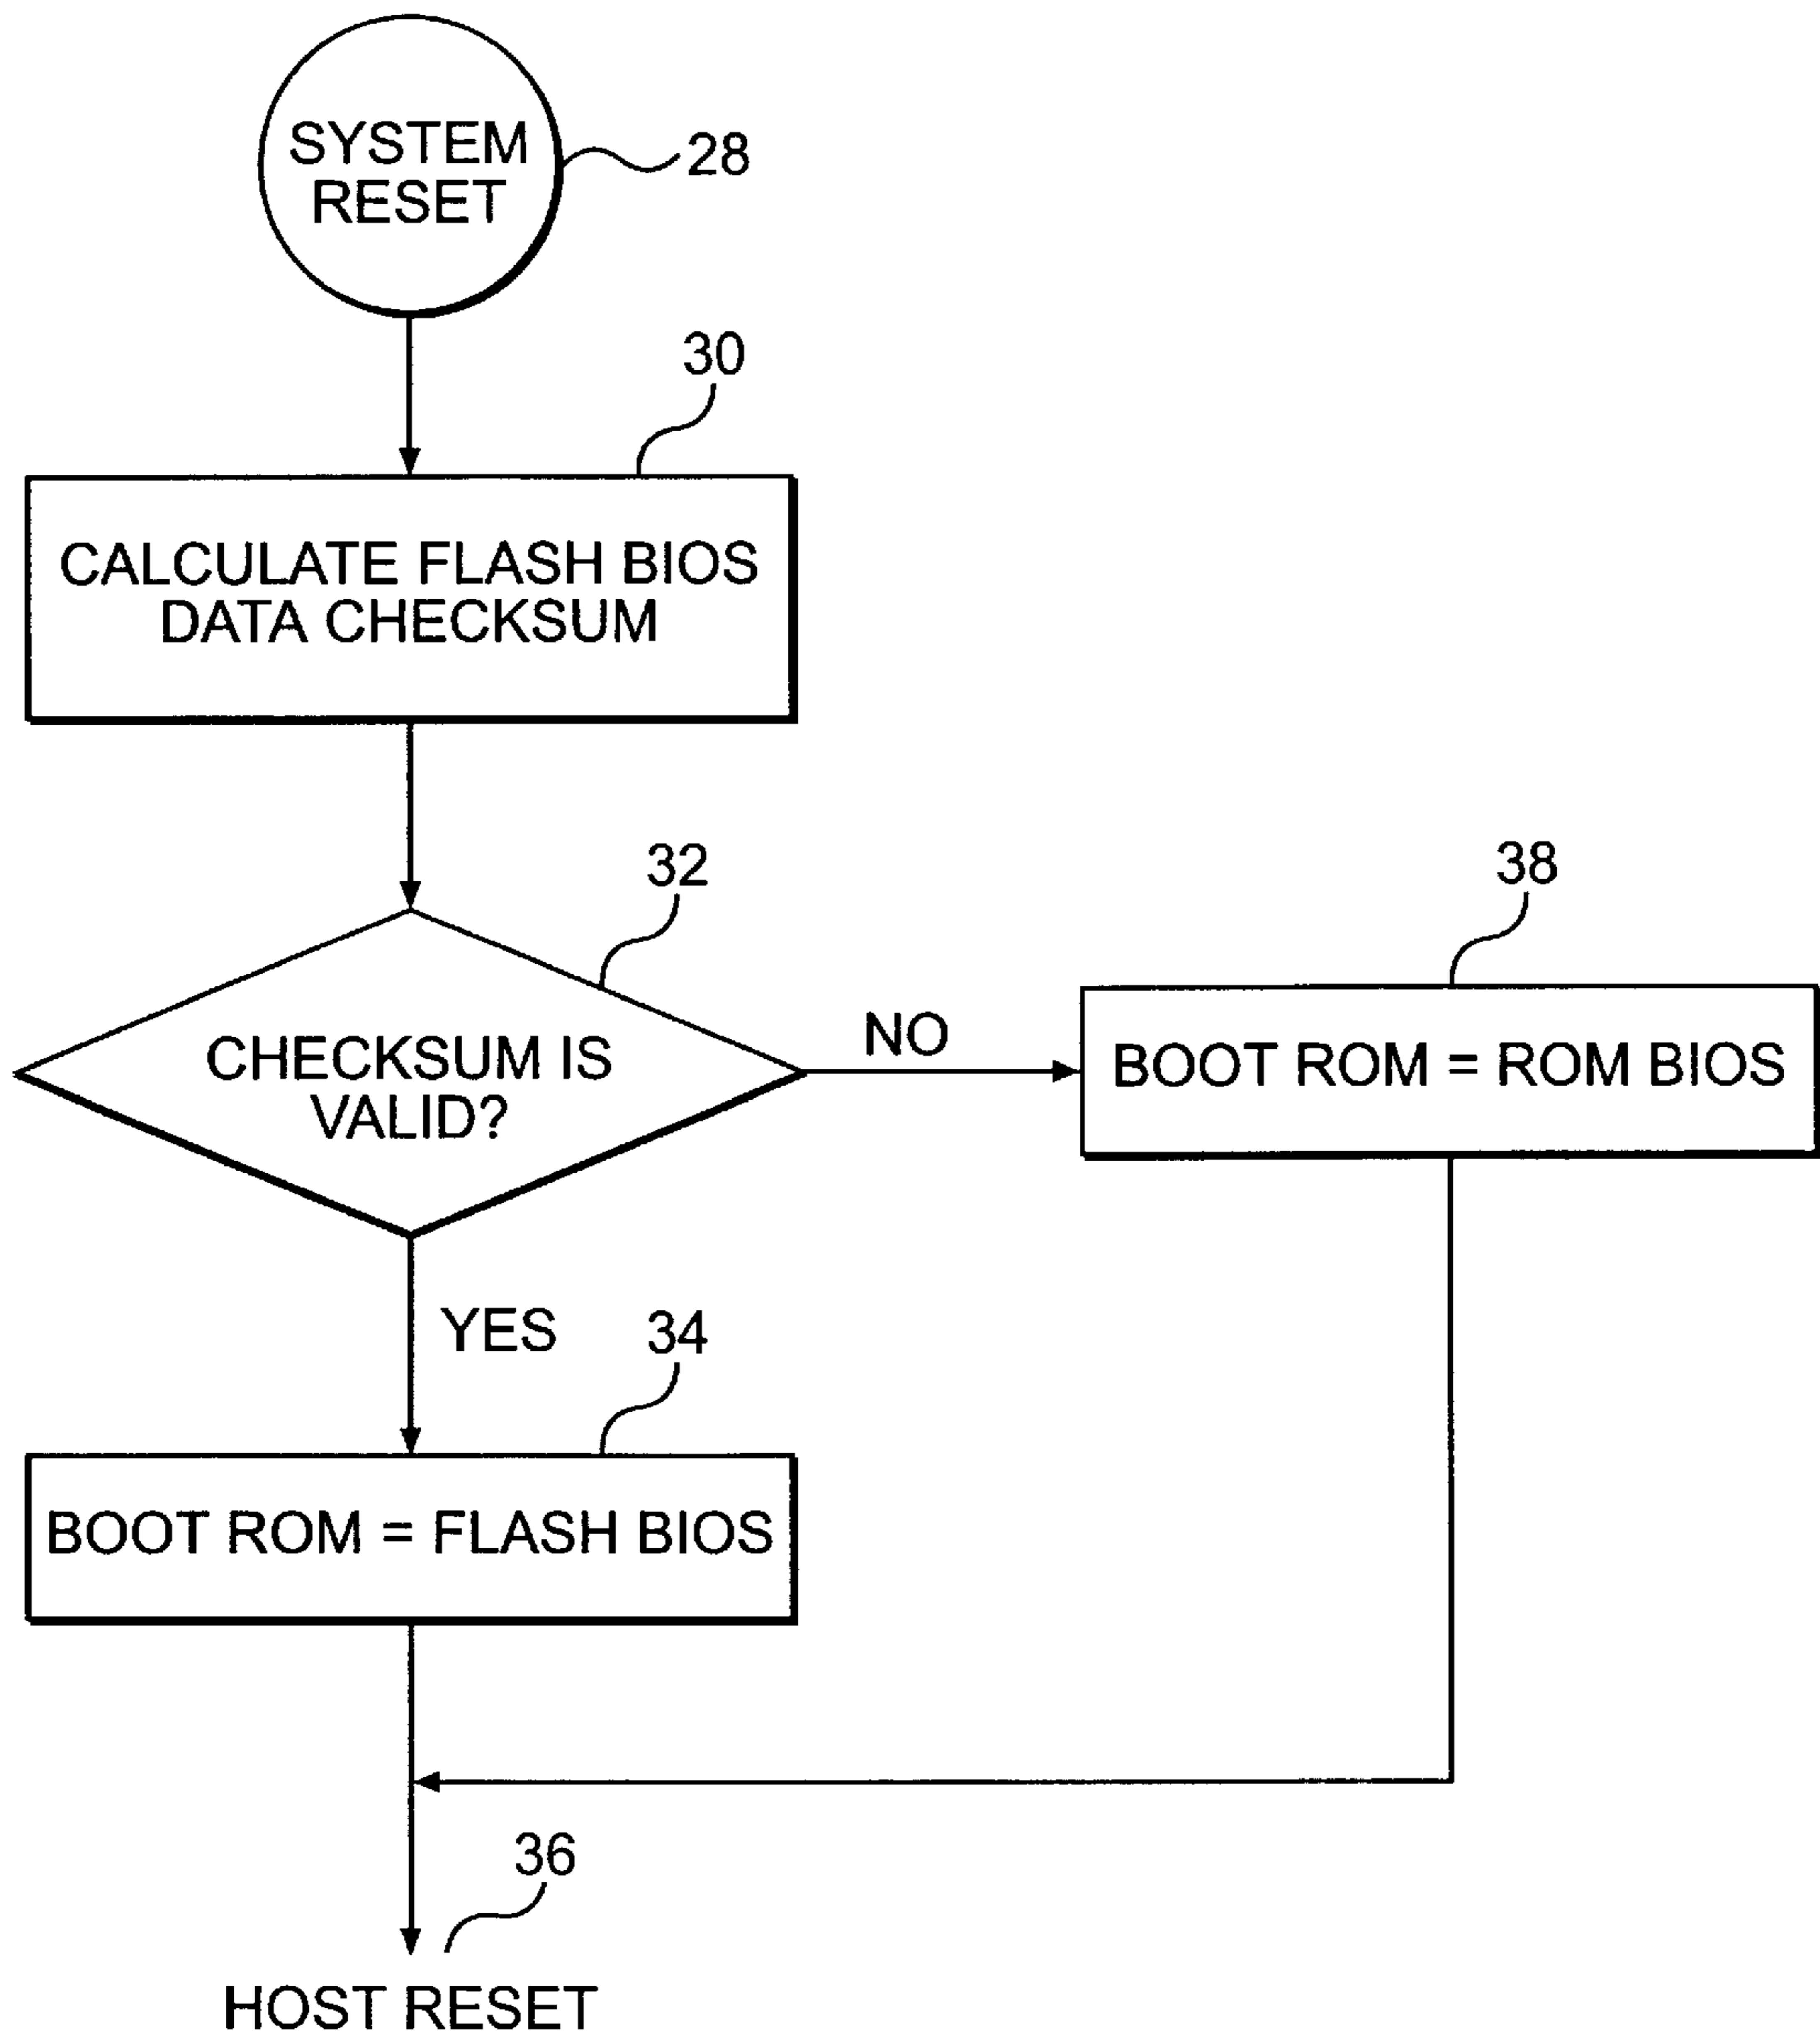 SYSTEM
RESET
28
30
CALCULATE FLASH BIOS
DATA CHECKSUM
32
CHECKSUM IS
VALID?
NO
38
BOOT ROM = ROM BIOS
YES
34
BOOT ROM = FLASH BIOS
36
HOST RESET